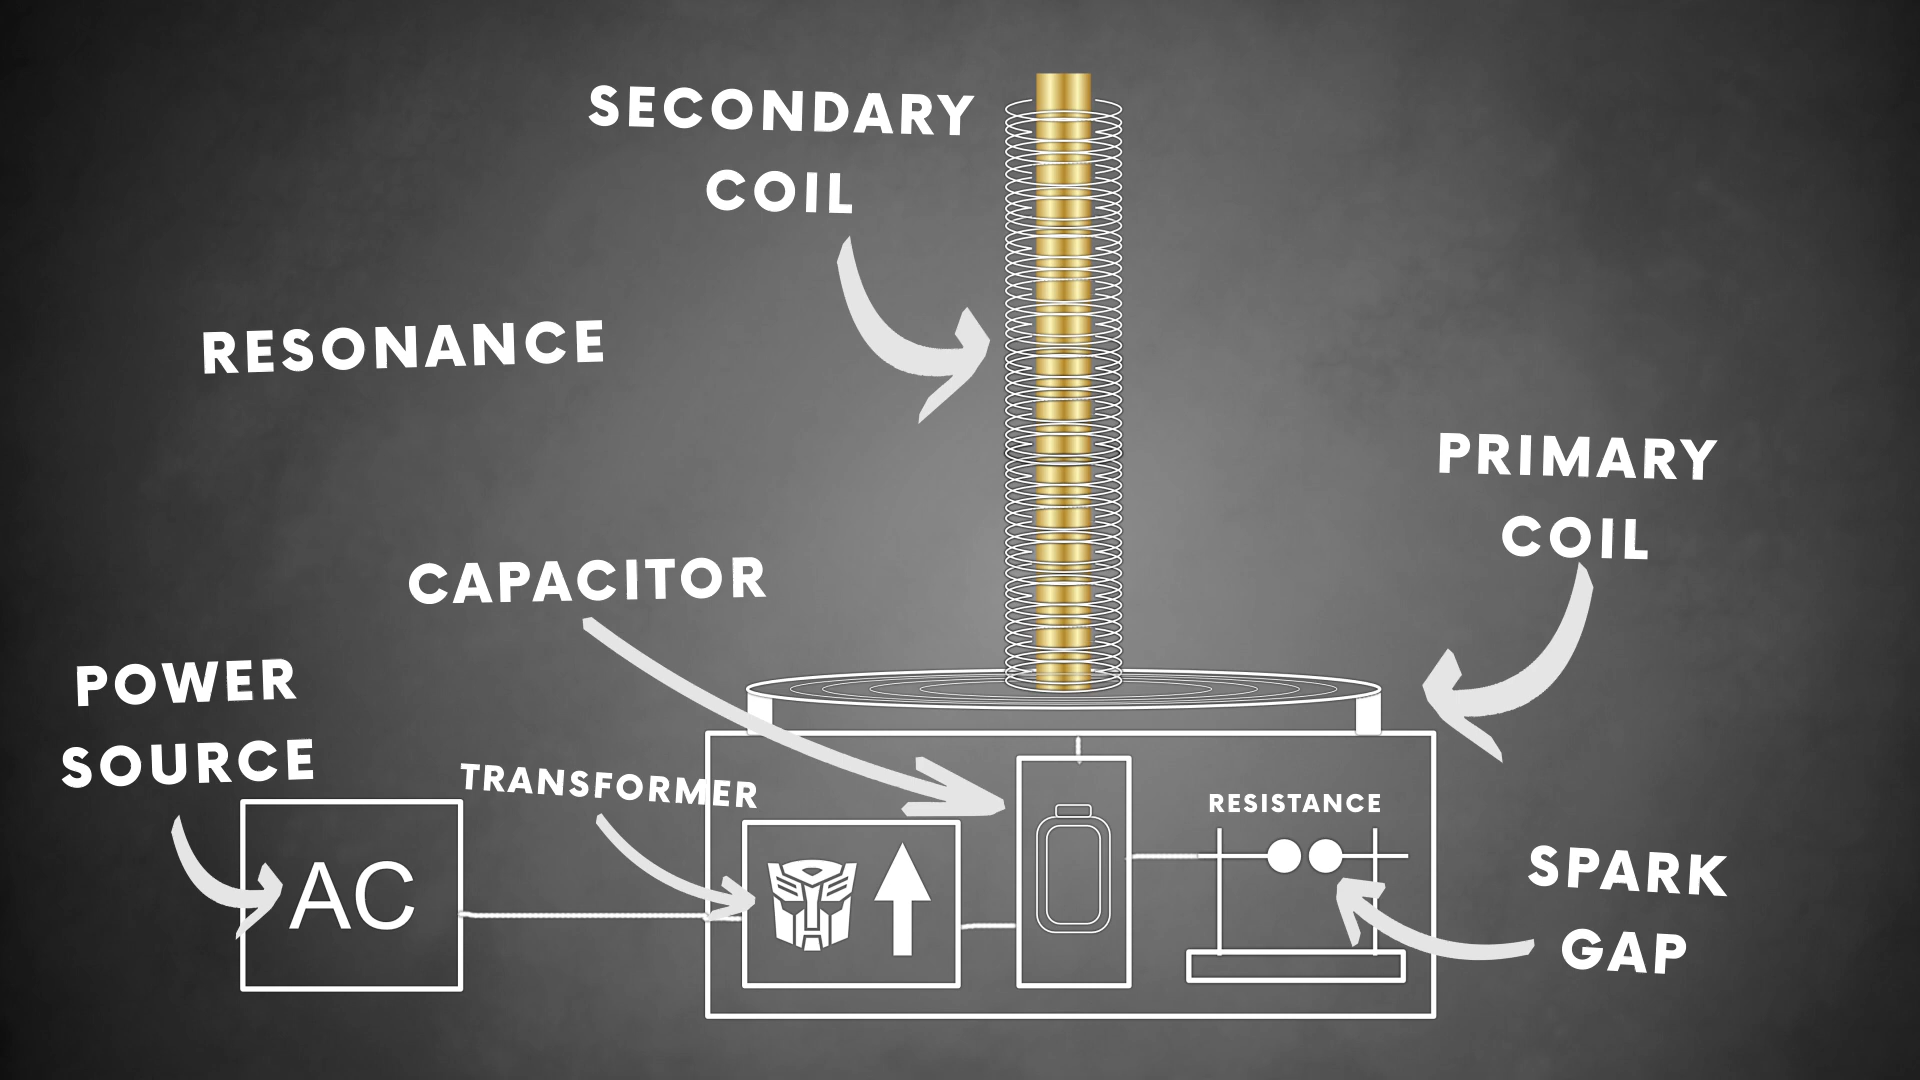 SECONDARY
COIL
RESONANCE
PRIMARY
COIL
CAPACITOR
POWER
SOURCE
TRANSFORMER
RESISTANCE
AC
SPARK
GAP